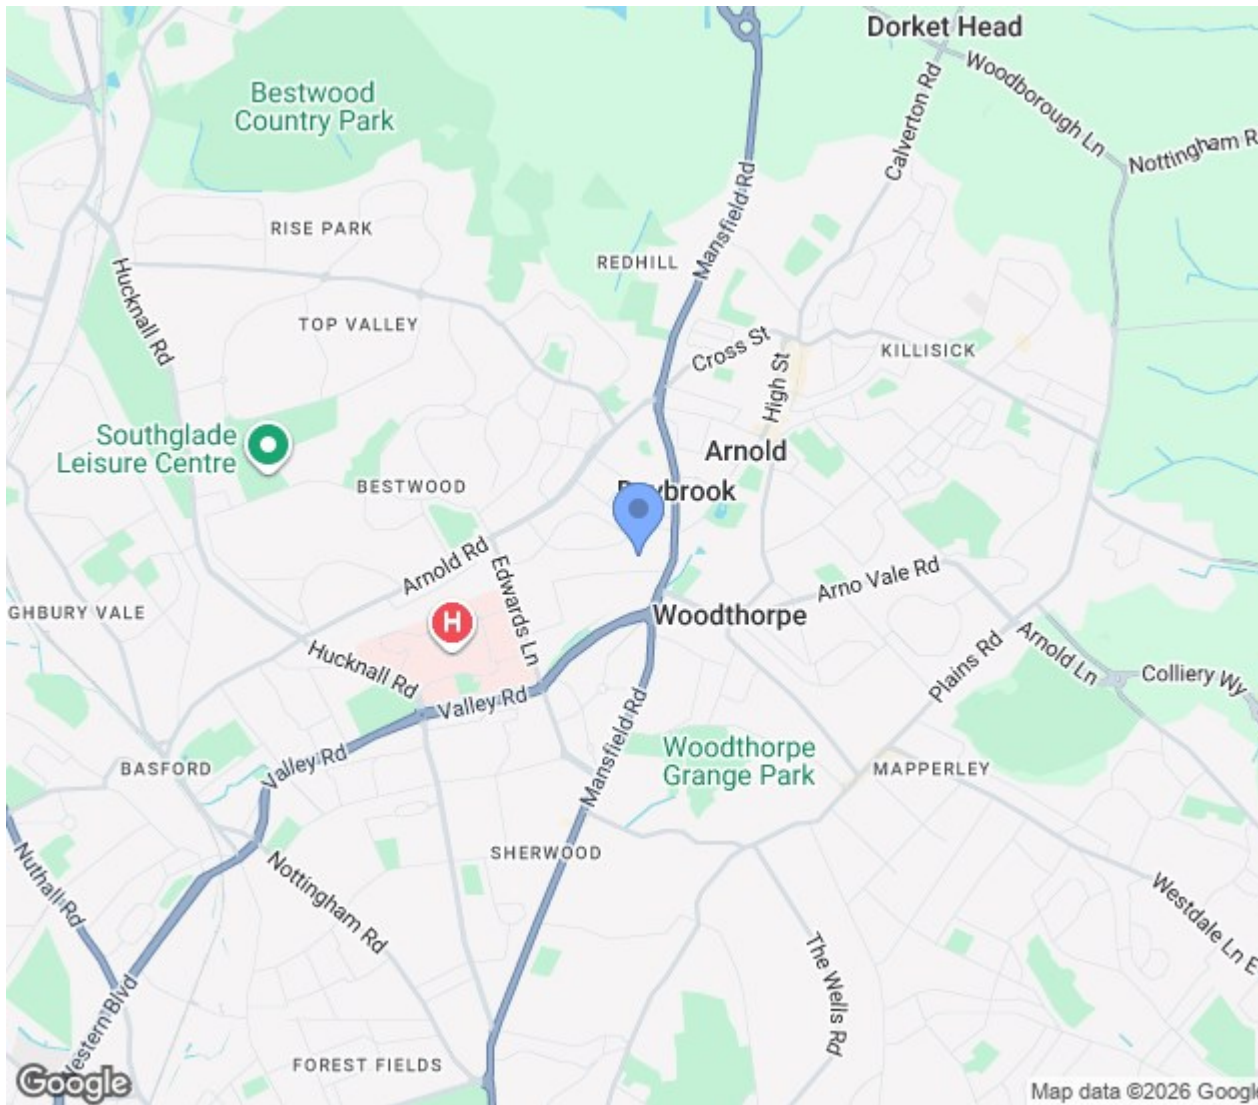 Dorket Head
Woodborough Ln
Calverton Rd
Nottingham R
Bestwood
Country Park
Mansfield Rd
RISE PARK
REDHILL
Hucknall Rd
TOP VALLEY
Cross St
High St
KILLISICK
Southglade
Leisure Centre
Arnold
BESTWOOD
Arnold Rd
Edwards Ln
Arno Vale Rd
GHBURY VALE
H
Woodthorpe
Hucknall Rd
Plains Rd
Arnold Ln
Colliery Wy
Valley Rd
Mansfield Rd
Woodthorpe
Grange Park
BASFORD
Valley Rd
MAPPERLEY
Nuthall Rd
Nottingham Rd
SHERWOOD
Westdale Ln E
The Wells Rd
Western Blvd
FOREST FIELDS
Google
Map data ©2026 Google